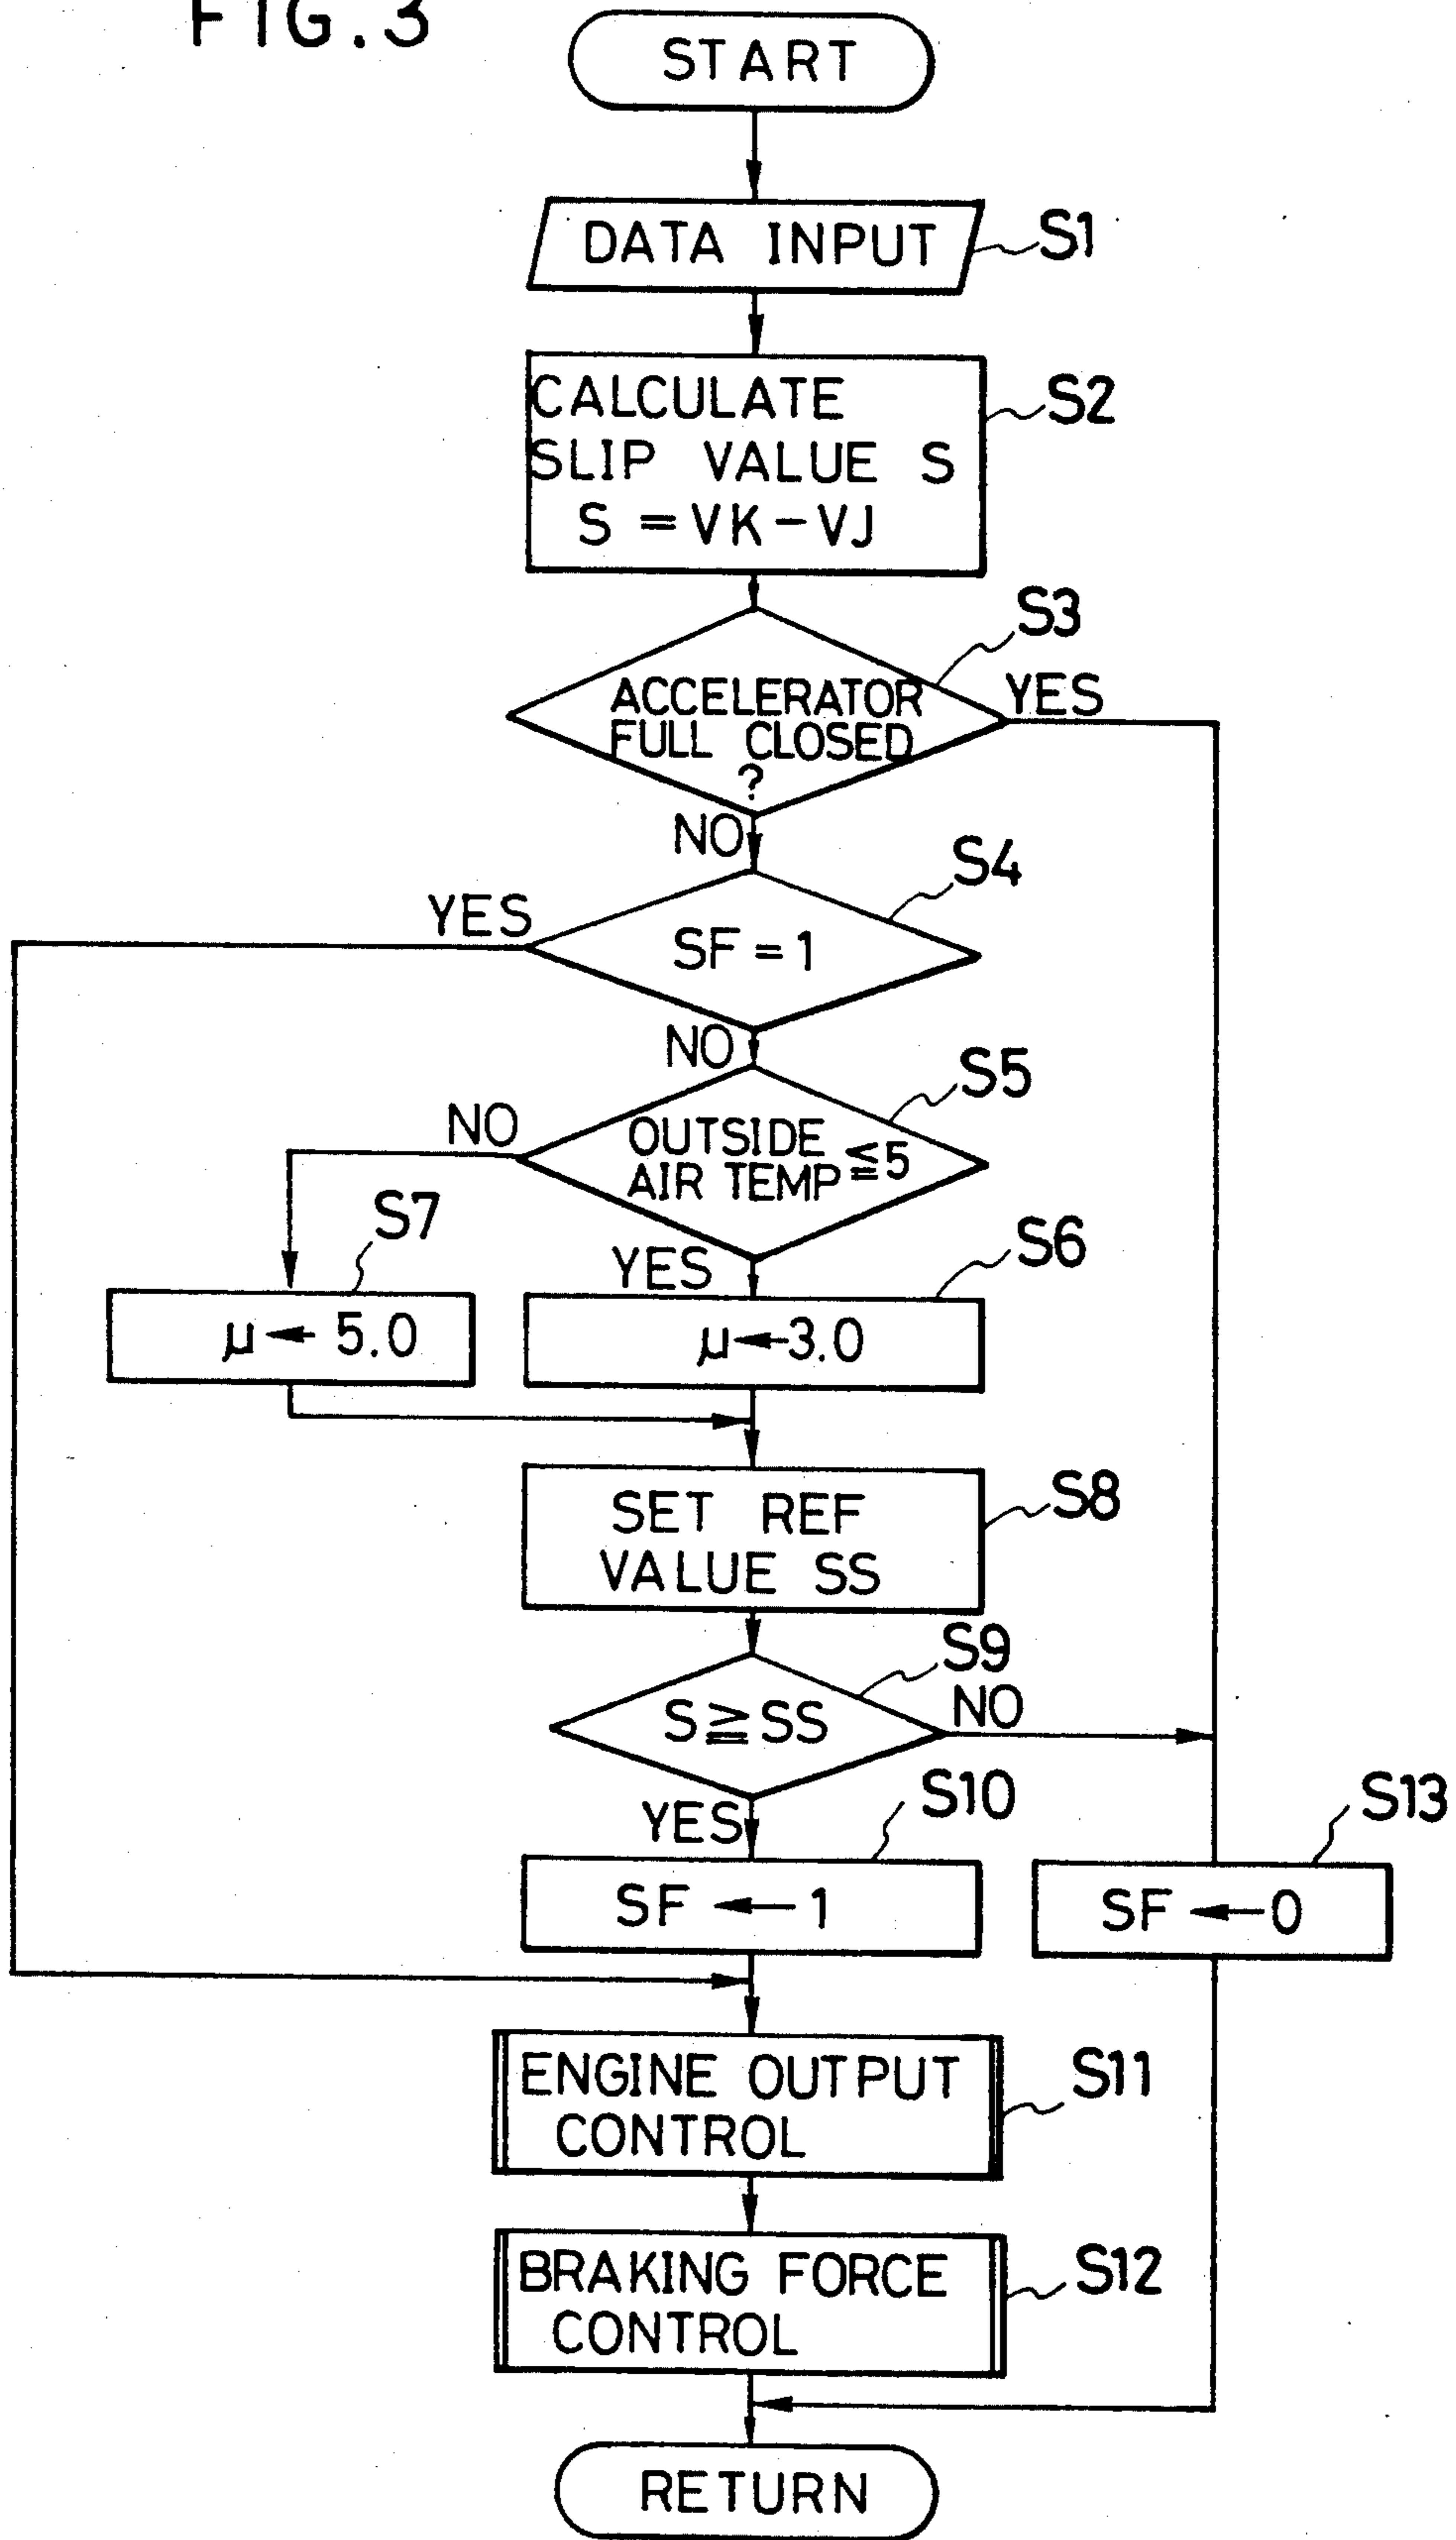 FIG.3
START
DATA INPUT
S1
CALCULATE
SLIP VALUE S
S = VK - VJ
S2
S3
ACCELERATOR
FULL CLOSED
?
YES
NO
S4
YES
SF = 1
NO
S5
NO
OUTSIDE
AIR TEMP ≦5
S7
YES
S6
μ ← 5.0
μ ← 3.0
SET REF
VALUE SS
S8
S9
S ≧ SS
NO
YES
S10
S13
SF ← 1
SF ← 0
ENGINE OUTPUT
CONTROL
S11
BRAKING FORCE
CONTROL
S12
RETURN